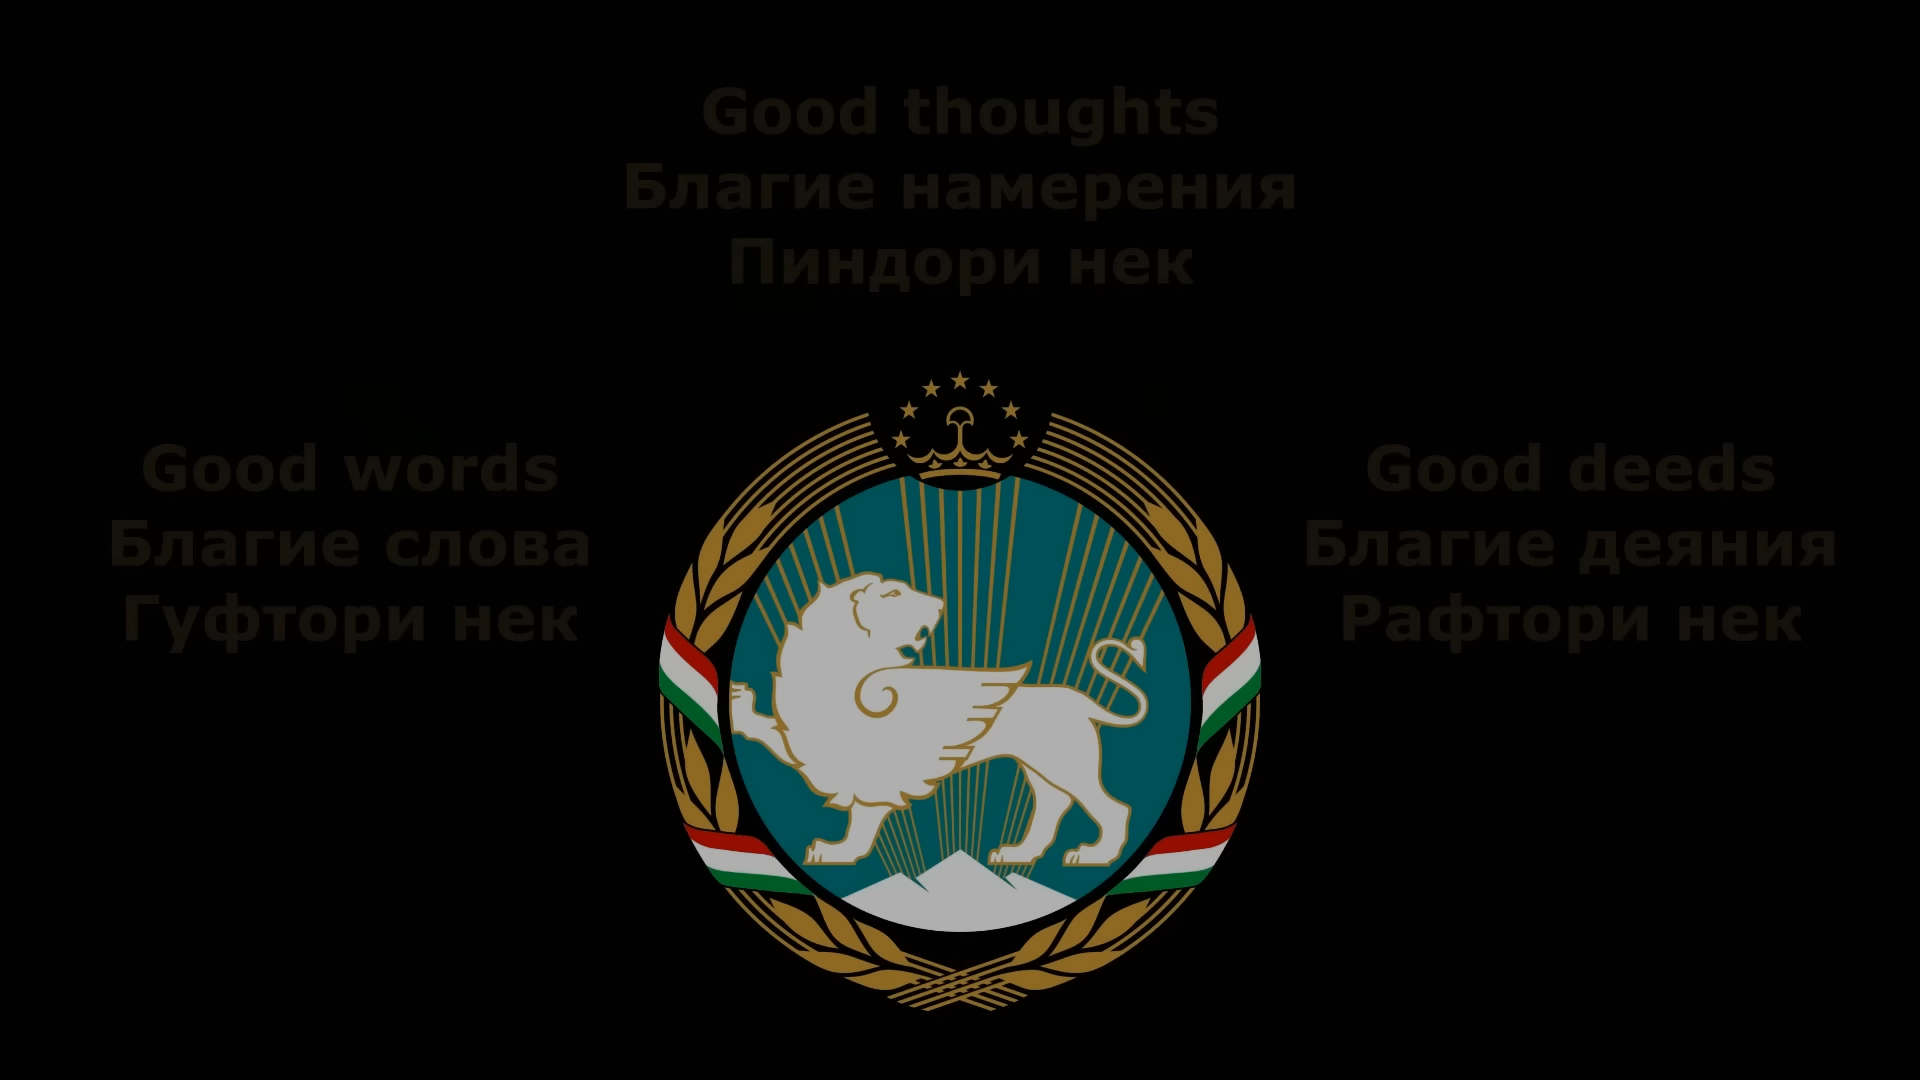 Good thoughts
Благие намерения
Пиндори нек
Good words
Благие слова
Гуфтори нек
Good deeds
Благие деяния
Рафтори нек